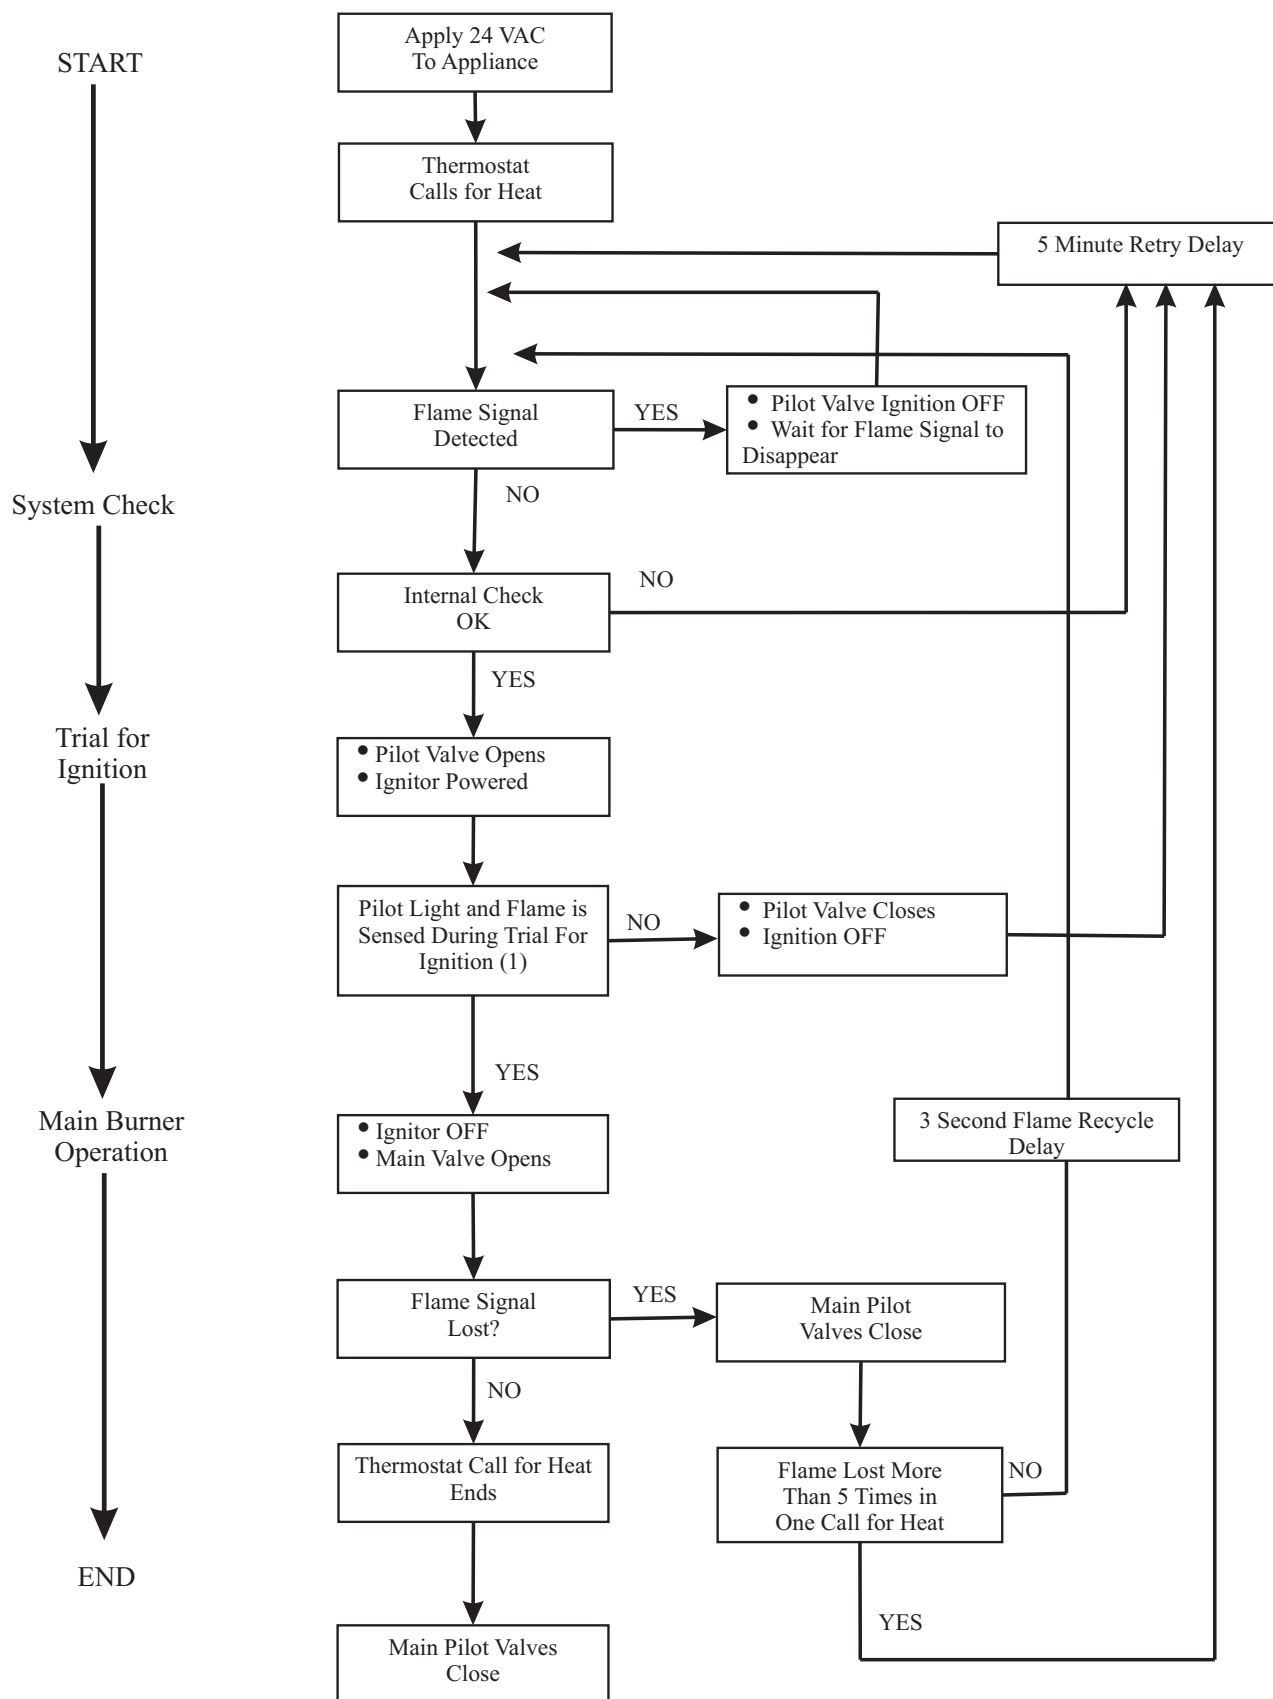 START
System Check
Trial for
Ignition
Main Burner
Operation
END
Apply 24 VAC
To Appliance
Thermostat
Calls for Heat
5 Minute Retry Delay
Flame Signal
Detected
YES
• Pilot Valve Ignition OFF
• Wait for Flame Signal to
Disappear
NO
Internal Check
OK
NO
YES
• Pilot Valve Opens
• Ignitor Powered
Pilot Light and Flame is
Sensed During Trial For
Ignition (1)
NO
• Pilot Valve Closes
• Ignition OFF
YES
• Ignitor OFF
• Main Valve Opens
3 Second Flame Recycle
Delay
Flame Signal
Lost?
YES
Main Pilot
Valves Close
NO
Thermostat Call for Heat
Ends
Flame Lost More
Than 5 Times in
One Call for Heat
NO
YES
Main Pilot Valves
Close